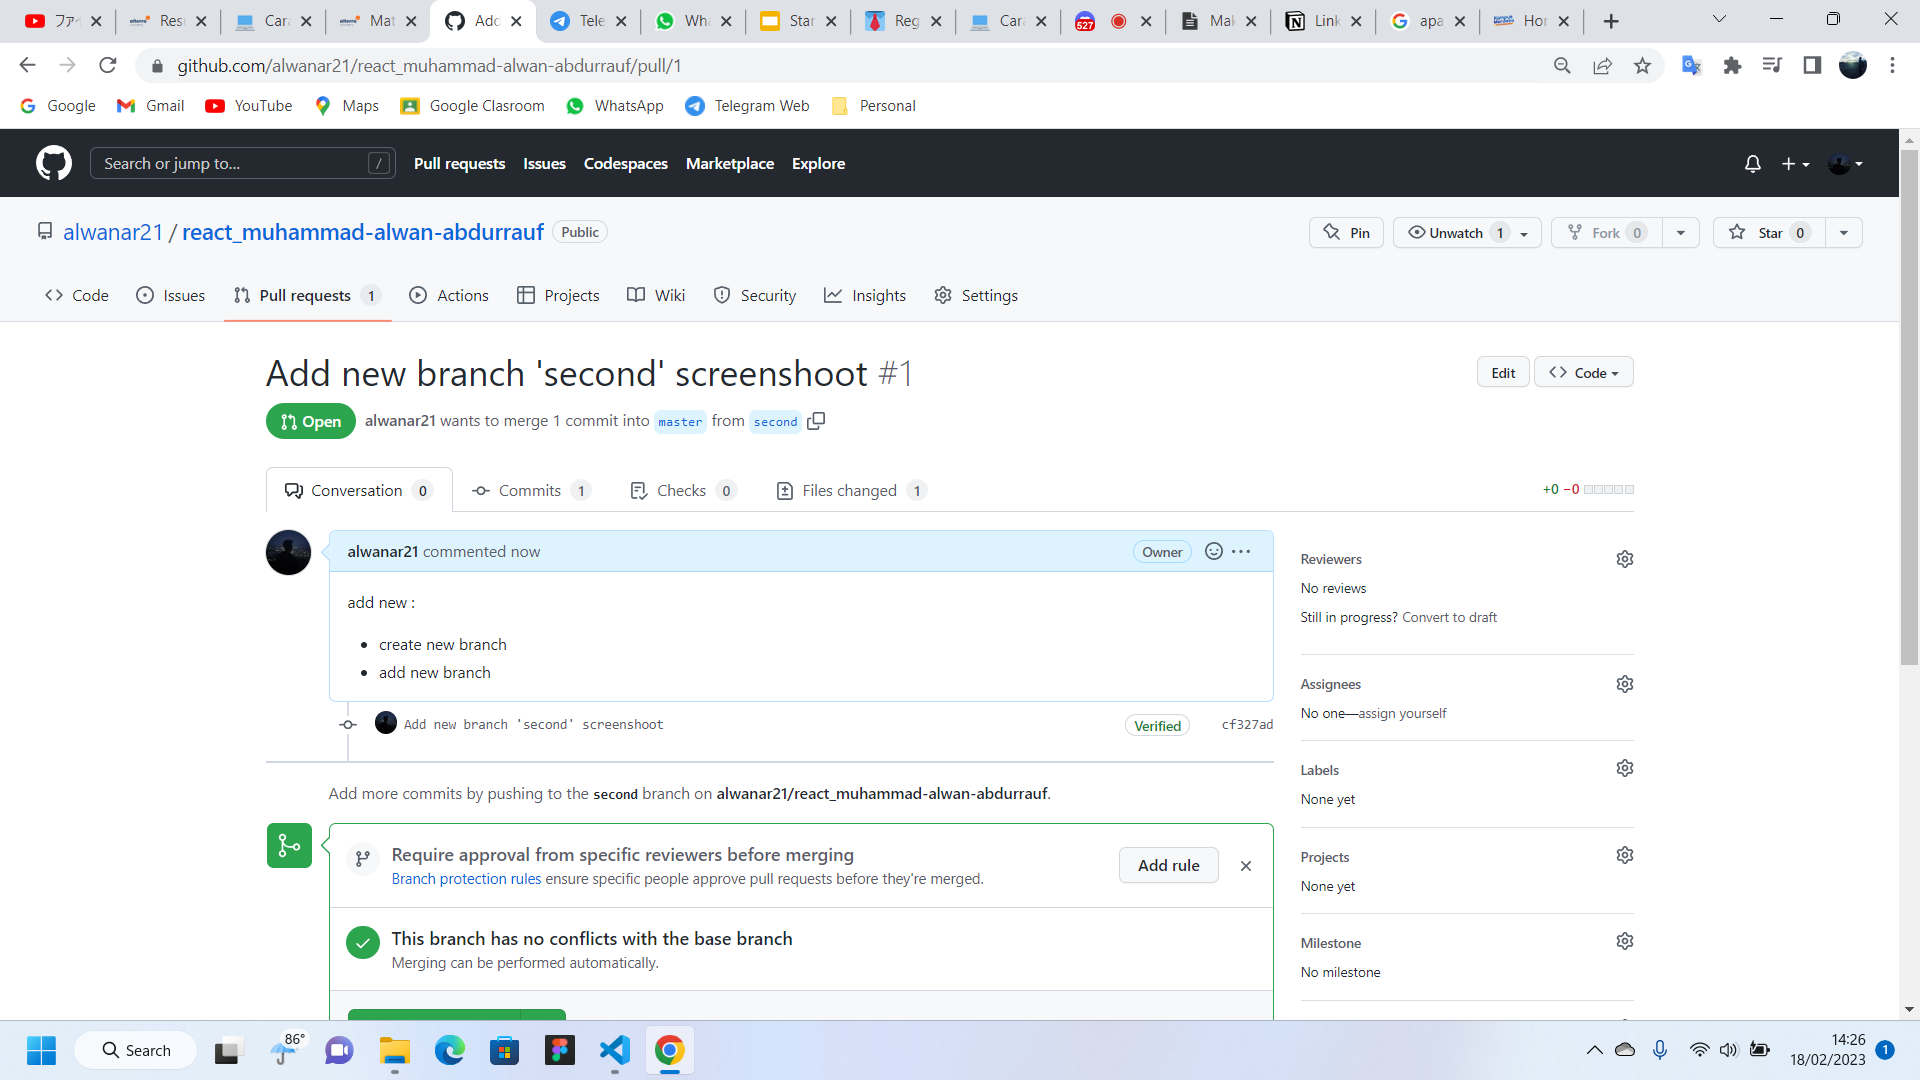 ファイ
Resu
Cara
Mat
Add
Tele
Wha
Star
Reg
Cara
527
Mak
Link
apa
Hor
github.com/alwanar21/react_muhammad-alwan-abdurrauf/pull/1
Google
Gmail
YouTube
Maps
Google Clasroom
WhatsApp
Telegram Web
Personal
Search or jump to...
/
Pull requests
Issues
Codespaces
Marketplace
Explore
alwanar21 / react_muhammad-alwan-abdurrauf
Public
Pin
Unwatch 1
Fork 0
Star 0
Code
Issues
Pull requests 1
Actions
Projects
Wiki
Security
Insights
Settings
Add new branch 'second' screenshoot #1
Edit
Code
Open
alwanar21 wants to merge 1 commit into master from second
Conversation 0
Commits 1
Checks 0
Files changed 1
+0 −0
alwanar21 commented now
Owner
add new :
create new branch
add new branch
Add new branch 'second' screenshoot
Verified
cf327ad
Reviewers
No reviews
Still in progress? Convert to draft
Assignees
No one—assign yourself
Labels
None yet
Projects
None yet
Milestone
No milestone
Add more commits by pushing to the second branch on alwanar21/react_muhammad-alwan-abdurrauf.
Require approval from specific reviewers before merging
Branch protection rules ensure specific people approve pull requests before they're merged.
Add rule
This branch has no conflicts with the base branch
Merging can be performed automatically.
Search
86°
14:26
18/02/2023
1